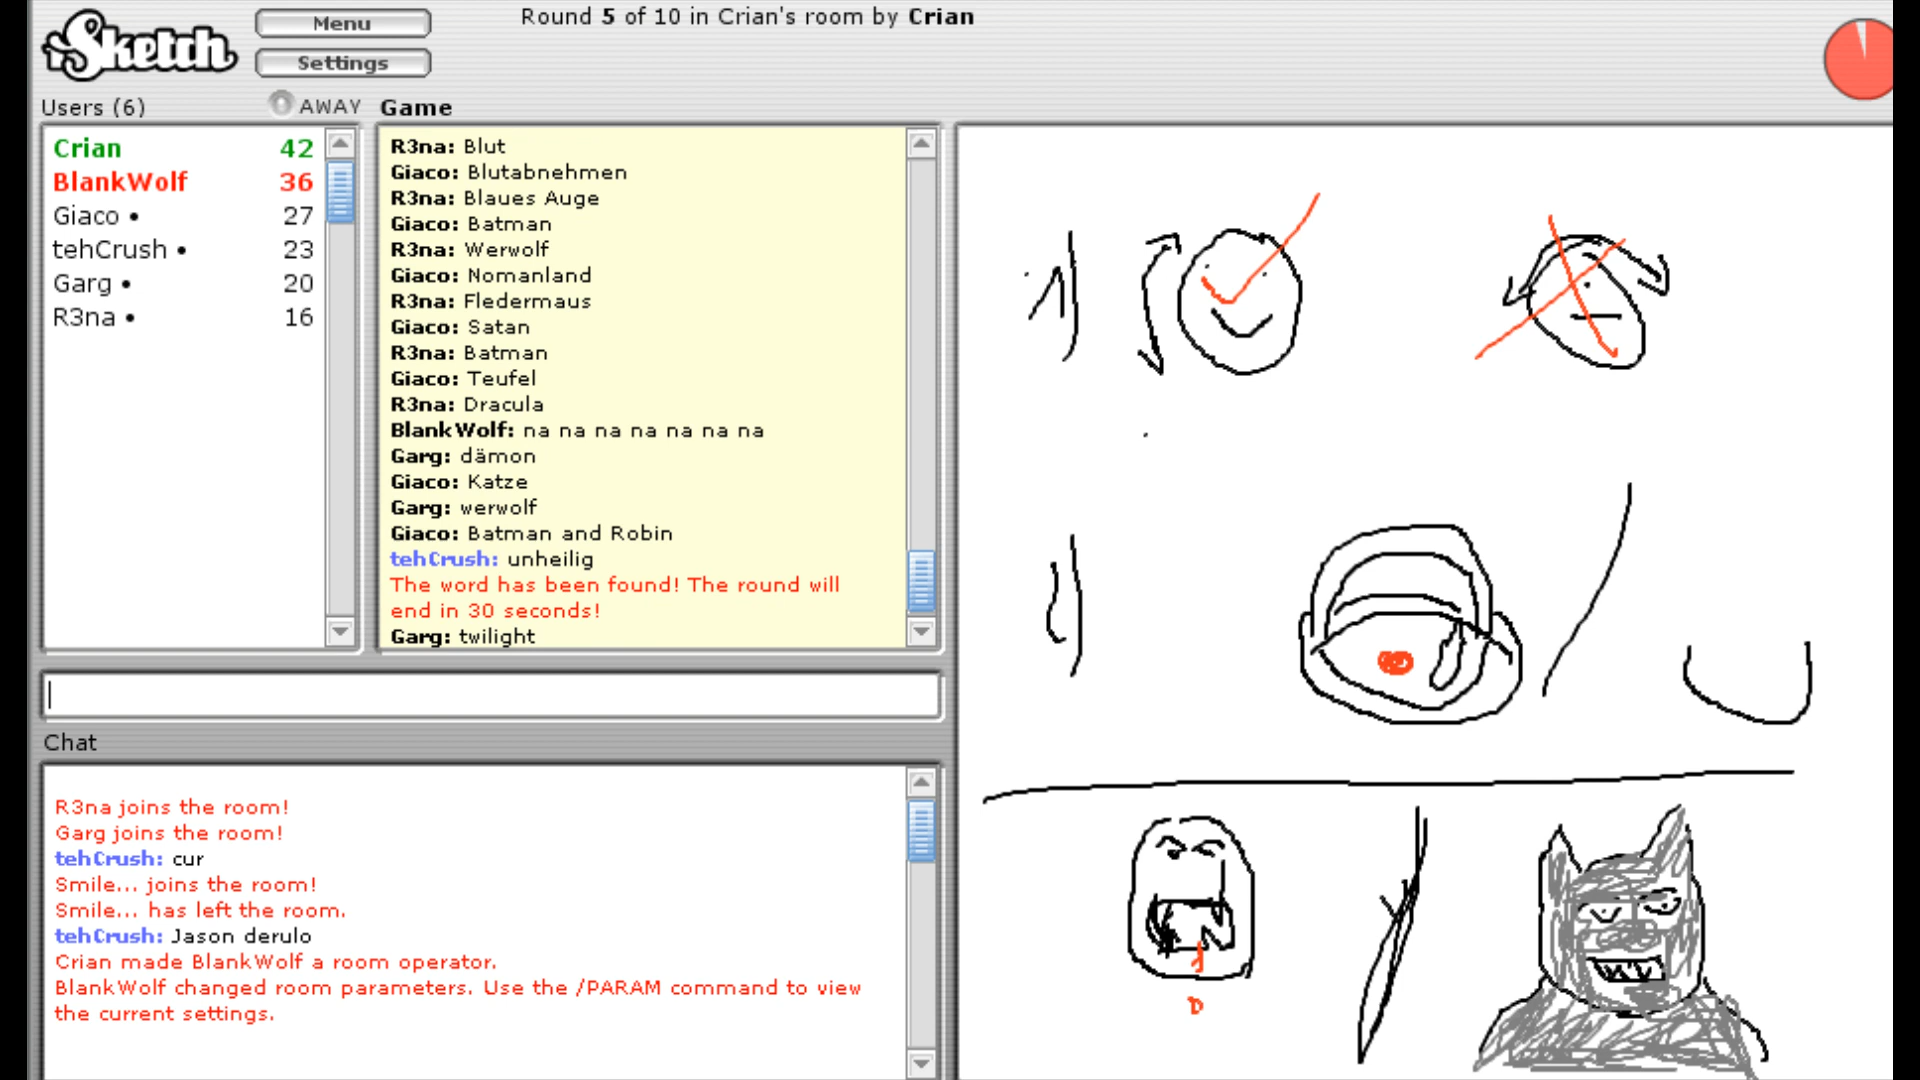 iSketch
Menu
Settings
Round 5 of 10 in Crian's room by Crian
Users (6)
AWAY
Game
Crian 42
BlankWolf 36
Giaco • 27
tehCrush • 23
Garg • 20
R3na • 16
R3na: Blut
Giaco: Blutabnehmen
R3na: Blaues Auge
Giaco: Batman
R3na: Werwolf
Giaco: Nomanland
R3na: Fledermaus
Giaco: Satan
R3na: Batman
Giaco: Teufel
R3na: Dracula
BlankWolf: na na na na na na na
Garg: dämon
Giaco: Katze
Garg: werwolf
Giaco: Batman and Robin
tehCrush: unheilig
The word has been found! The round will
end in 30 seconds!
Garg: twilight
Chat
R3na joins the room!
Garg joins the room!
tehCrush: cur
Smile... joins the room!
Smile... has left the room.
tehCrush: Jason derulo
Crian made BlankWolf a room operator.
BlankWolf changed room parameters. Use the /PARAM command to view
the current settings.
1)